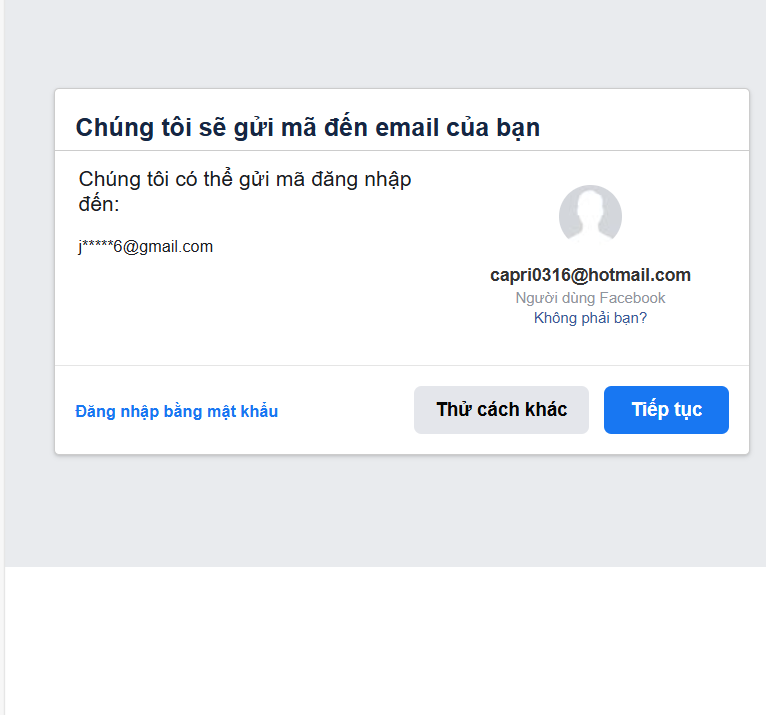 Chúng tôi sẽ gửi mã đến email của bạn
Chúng tôi có thể gửi mã đăng nhập
đến:
j*****6@gmail.com
capri0316@hotmail.com
Người dùng Facebook
Không phải bạn?
Đăng nhập bằng mật khẩu
Thử cách khác
Tiếp tục